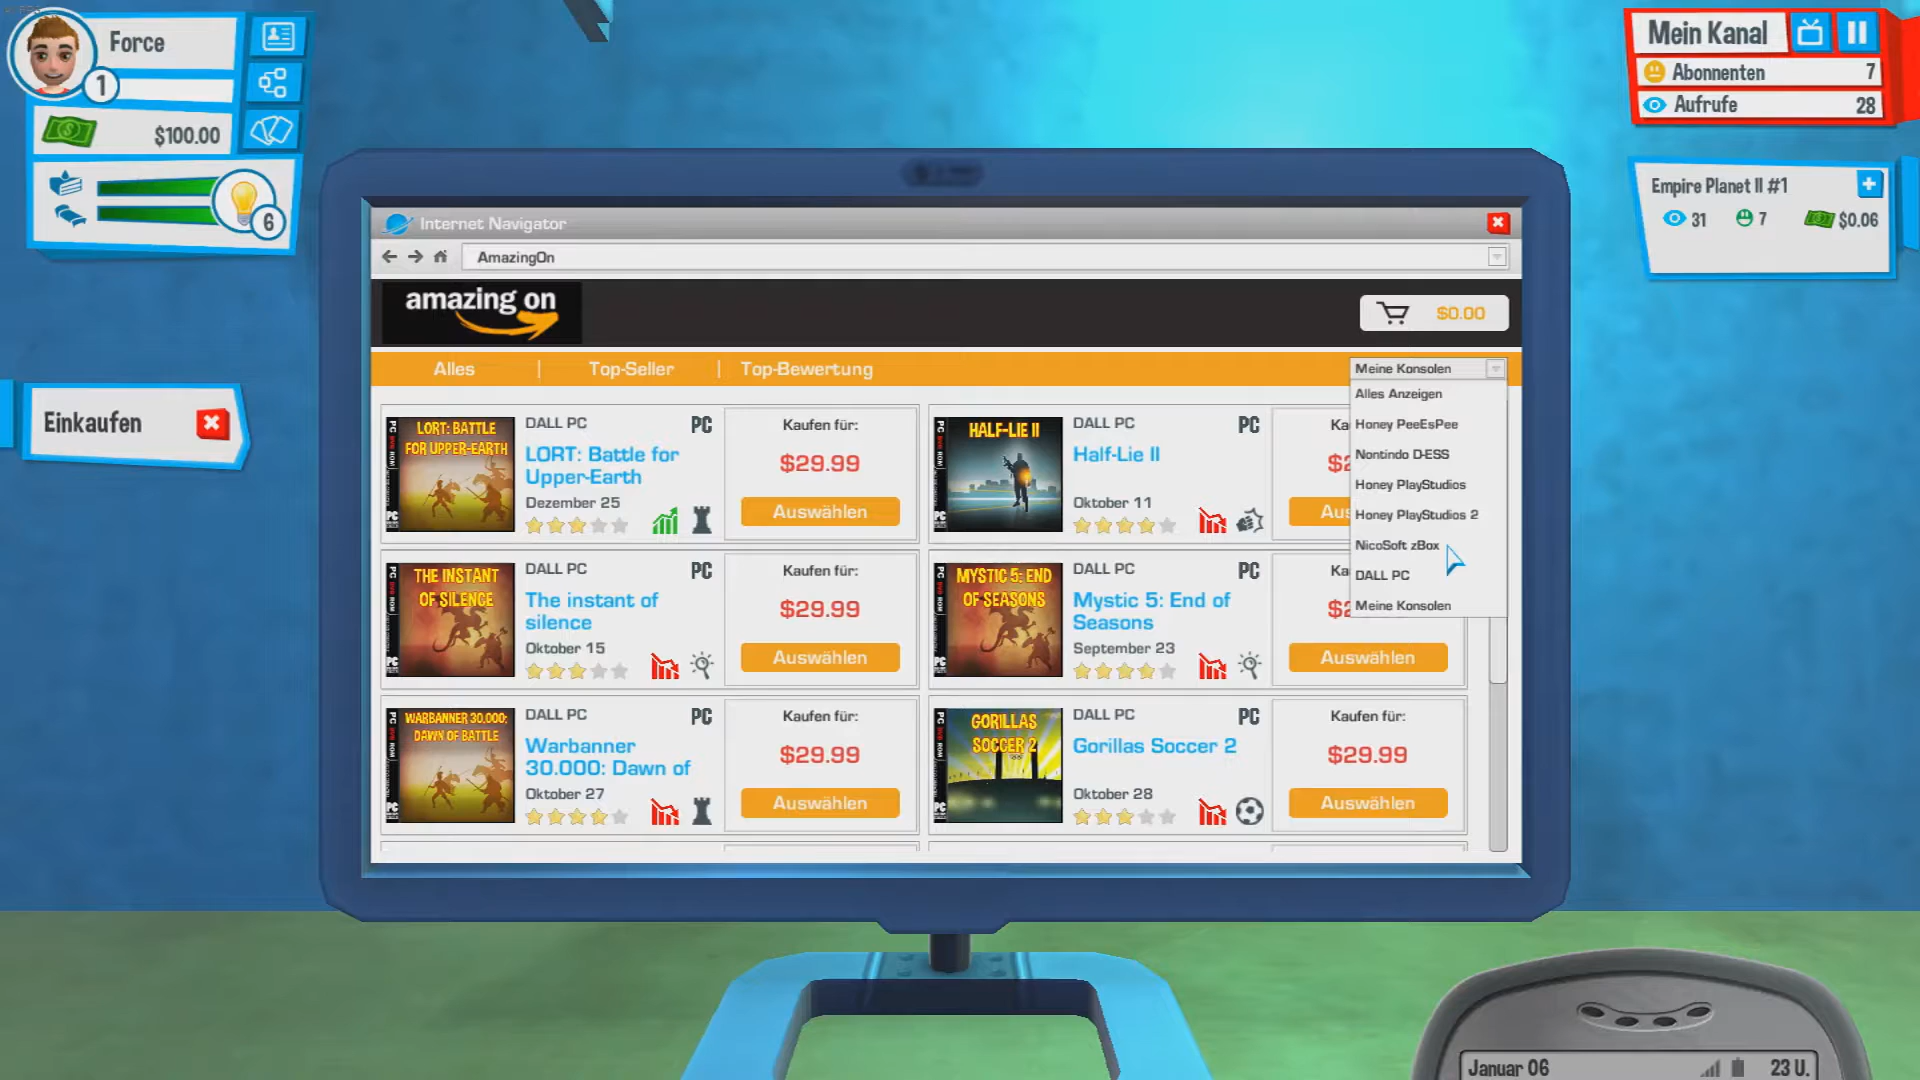 Force
1
$100.00
6
Mein Kanal
Abonnenten 7
Aufrufe 28
Empire Planet II #1
31 7 $0.06
Einkaufen
Internet Navigator
AmazingOn
amazing on
$0.00
Alles | Top-Seller | Top-Bewertung
Meine Konsolen
Alles Anzeigen
Honey PeeEsPee
Nontindo D-ESS
Honey PlayStudios
Honey PlayStudios 2
NicoSoft zBox
DALL PC
Meine Konsolen
LORT: BATTLE
FOR UPPER-EARTH
DALL PC
PC
LORT: Battle for
Upper-Earth
Dezember 25
Kaufen für:
$29.99
Auswählen
HALF-LIE II
DALL PC
PC
Half-Lie II
Oktober 11
Ka
$2
Aus
THE INSTANT
OF SILENCE
DALL PC
PC
The instant of
silence
Oktober 15
Kaufen für:
$29.99
Auswählen
MYSTIC 5: END
OF SEASONS
DALL PC
PC
Mystic 5: End of
Seasons
September 23
Ka
$2
Auswählen
WARBANNER 30.000:
DAWN OF BATTLE
DALL PC
PC
Warbanner
30.000: Dawn of
Oktober 27
Kaufen für:
$29.99
Auswählen
GORILLAS
SOCCER 2
DALL PC
PC
Gorillas Soccer 2
Oktober 28
Kaufen für:
$29.99
Auswählen
Januar 06
23 U.